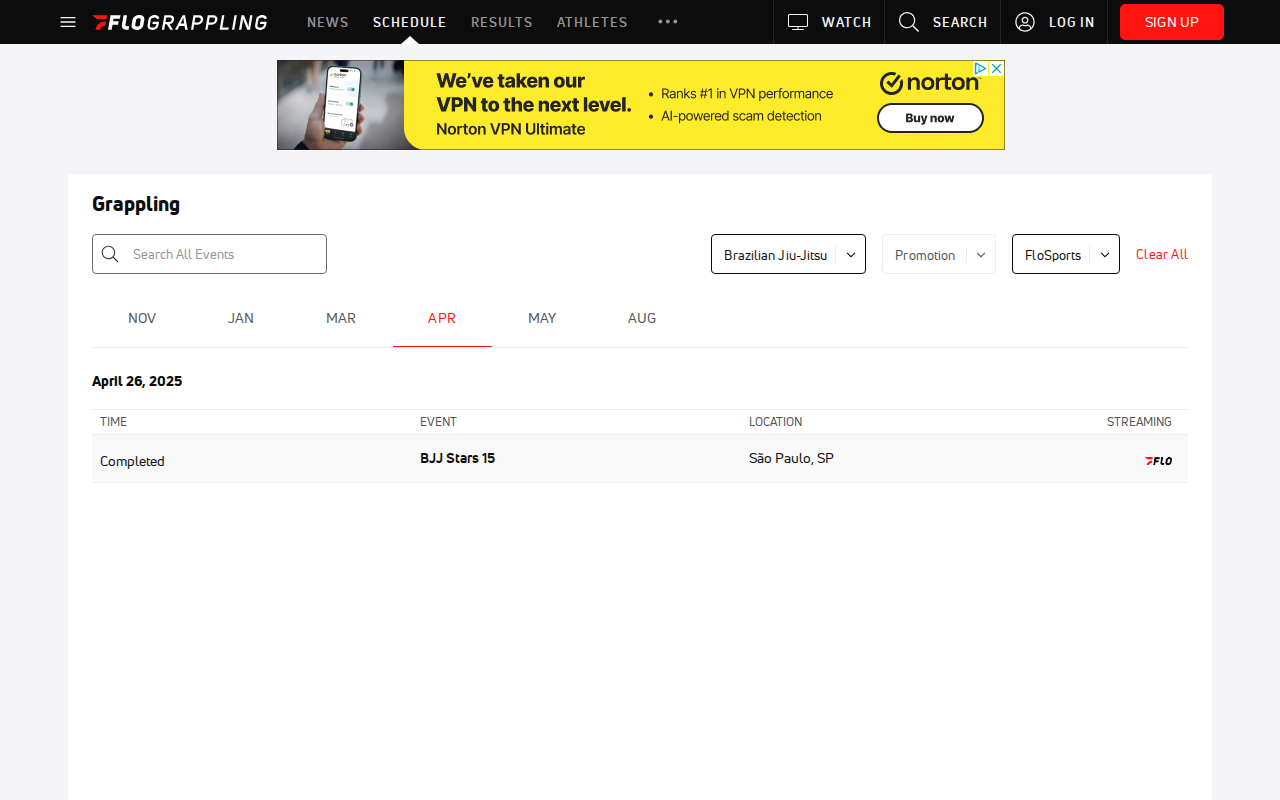 FLOGRAPPLING NEWS SCHEDULE RESULTS ATHLETES ••• WATCH SEARCH LOG IN SIGN UP
We've taken our
VPN to the next level.
Norton VPN Ultimate
• Ranks #1 in VPN performance
• AI-powered scam detection
norton
Buy now
Grappling
Search All Events Brazilian Jiu-Jitsu Promotion FloSports Clear All
NOV JAN MAR APR MAY AUG
April 26, 2025
TIME EVENT LOCATION STREAMING
Completed BJJ Stars 15 São Paulo, SP FLO